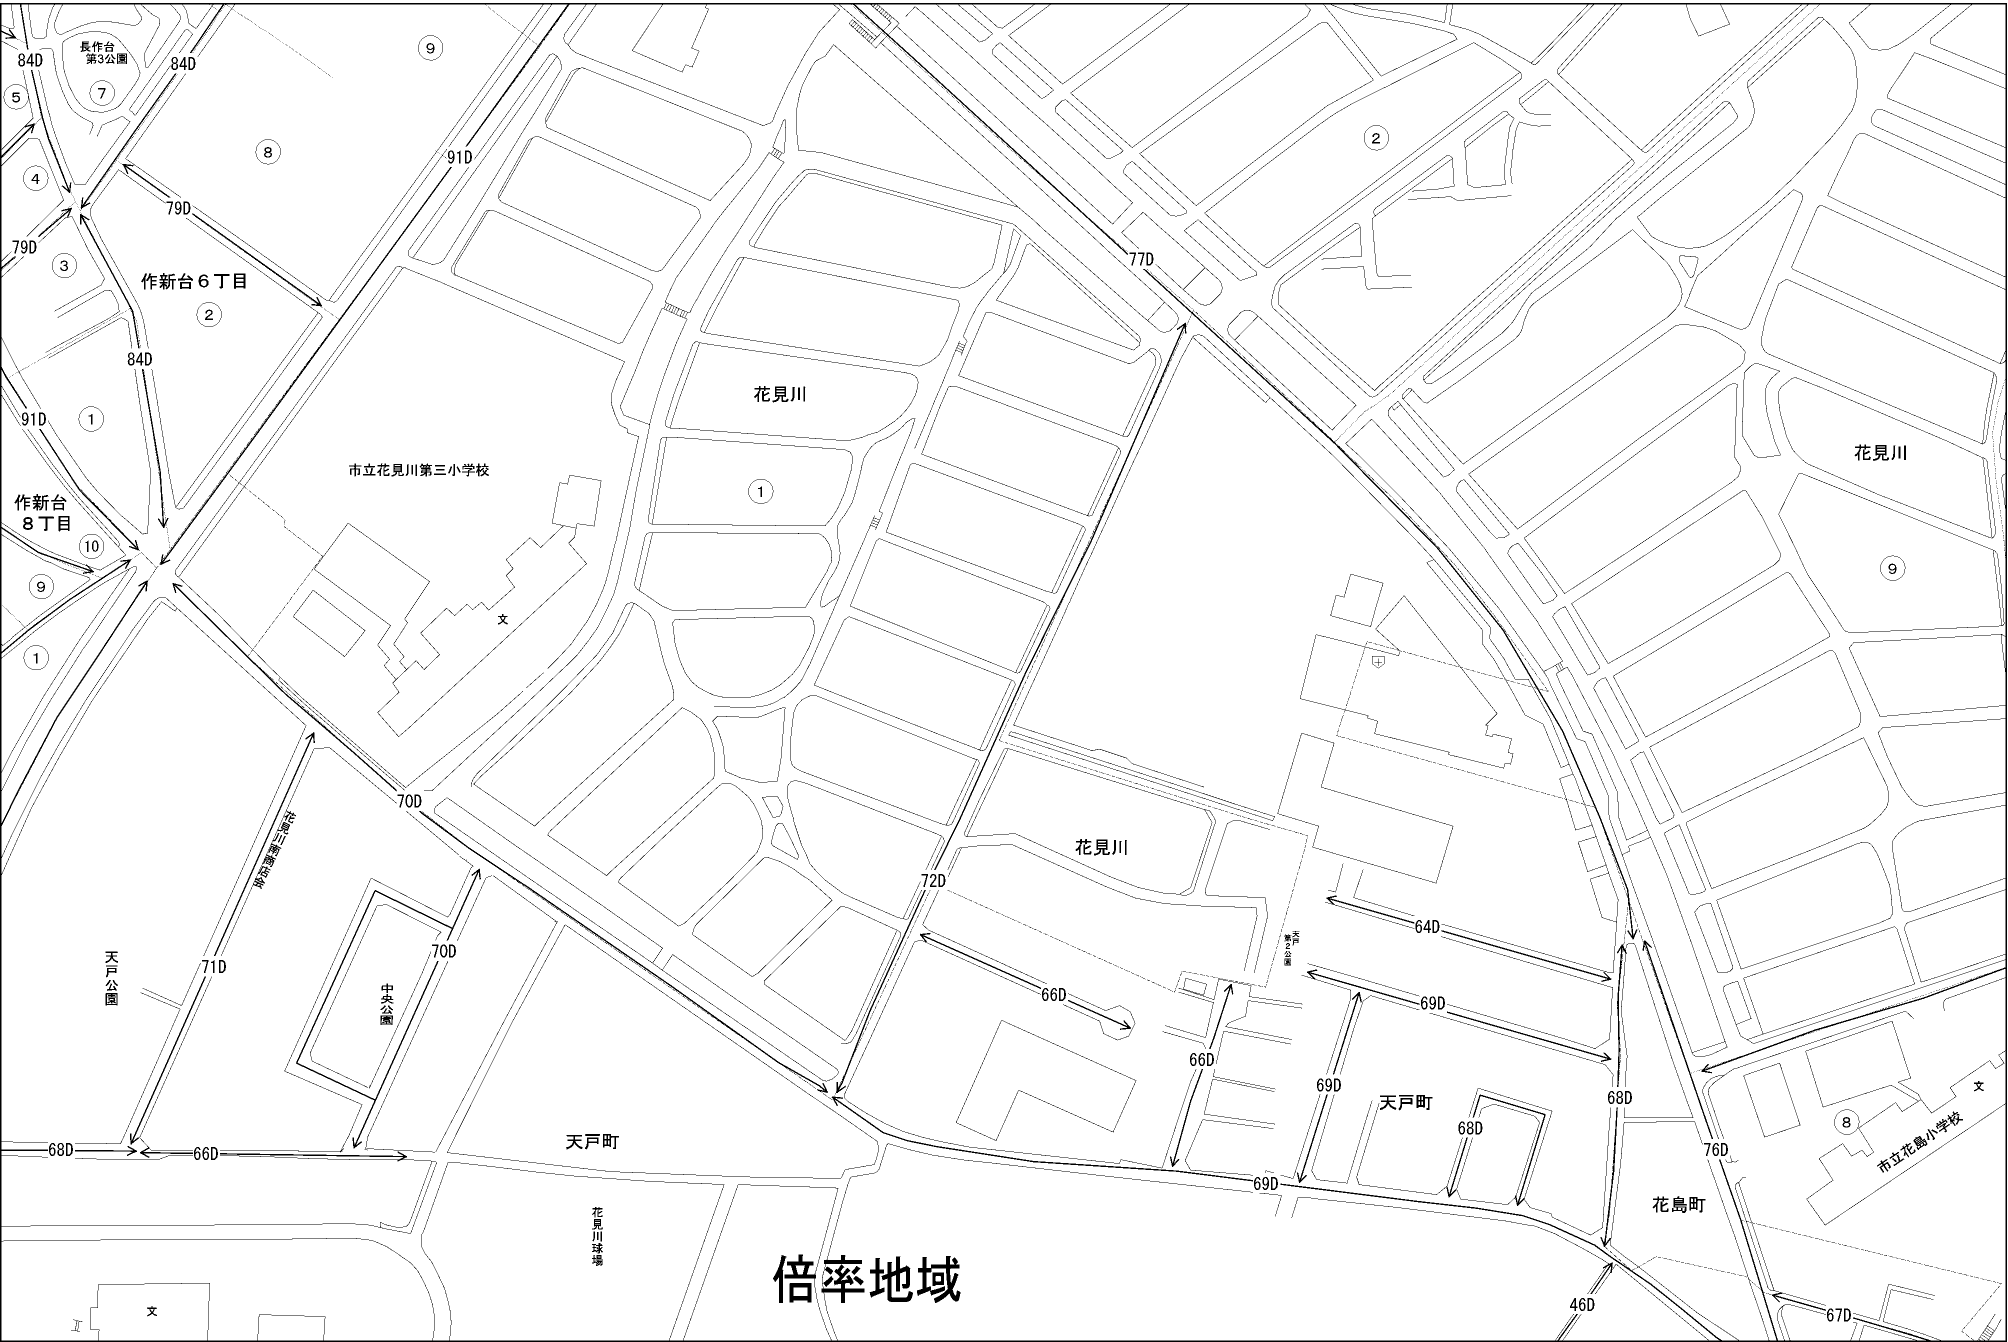 長作台
第3公園
84D
84D
⑨
⑤
⑦
⑧
②
④
91D
79D
79D
③
作新台６丁目
②
77D
84D
91D
①
花見川
花見川
市立花見川第三小学校
①
作新台
８丁目
⑩
⑨
⑨
文
①
70D
花見川南商店会
花見川
72D
64D
天戸
第2公園
天戸公園
71D
70D
中央公園
66D
69D
66D
69D
天戸町
68D
68D
文
⑧
市立花島小学校
68D
66D
天戸町
76D
69D
花島町
花見川球場
倍率地域
文
46D
67D